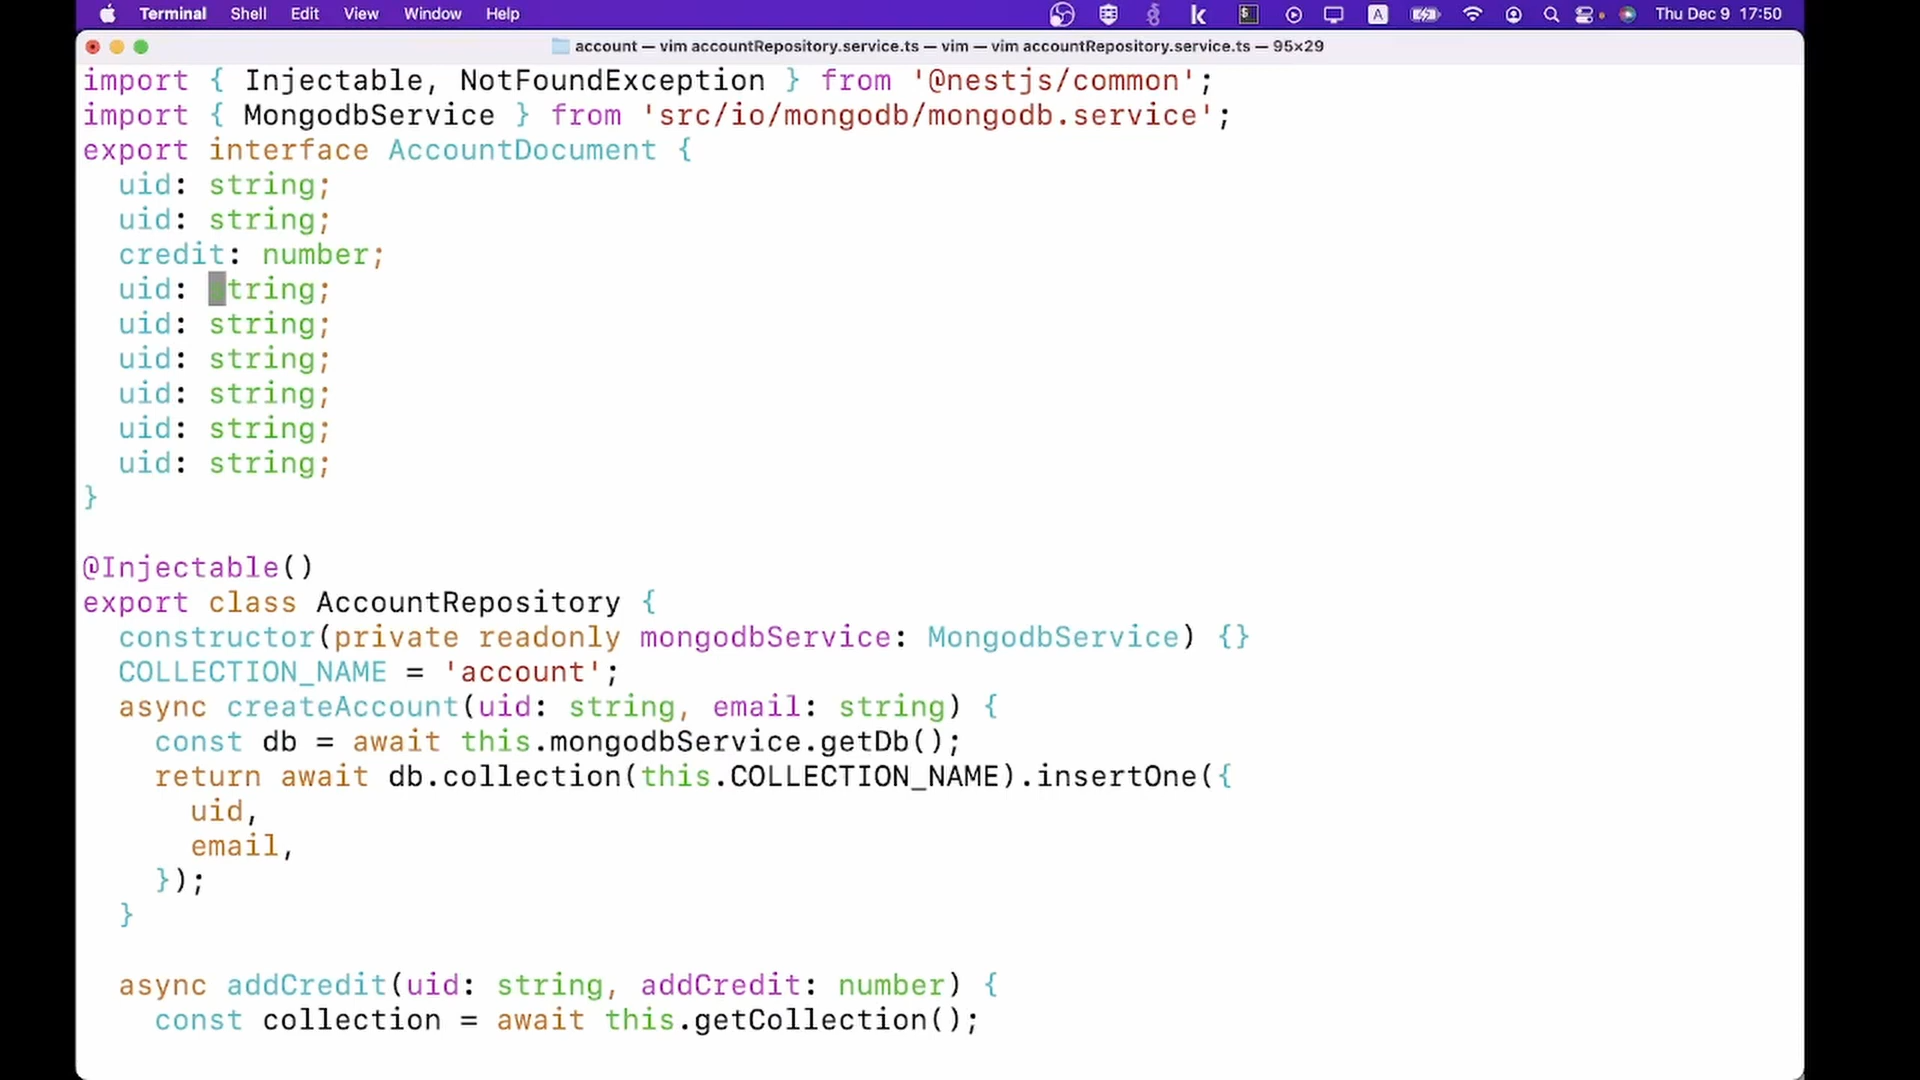 Terminal Shell Edit View Window Help A Thu Dec 9 17:50
account — vim accountRepository.service.ts — vim — vim accountRepository.service.ts — 95×29
import { Injectable, NotFoundException } from '@nestjs/common';
import { MongodbService } from 'src/io/mongodb/mongodb.service';
export interface AccountDocument {
  uid: string;
  uid: string;
  credit: number;
  uid: string;
  uid: string;
  uid: string;
  uid: string;
  uid: string;
  uid: string;
}
@Injectable()
export class AccountRepository {
  constructor(private readonly mongodbService: MongodbService) {}
  COLLECTION_NAME = 'account';
  async createAccount(uid: string, email: string) {
    const db = await this.mongodbService.getDb();
    return await db.collection(this.COLLECTION_NAME).insertOne({
      uid,
      email,
    });
  }
  async addCredit(uid: string, addCredit: number) {
    const collection = await this.getCollection();